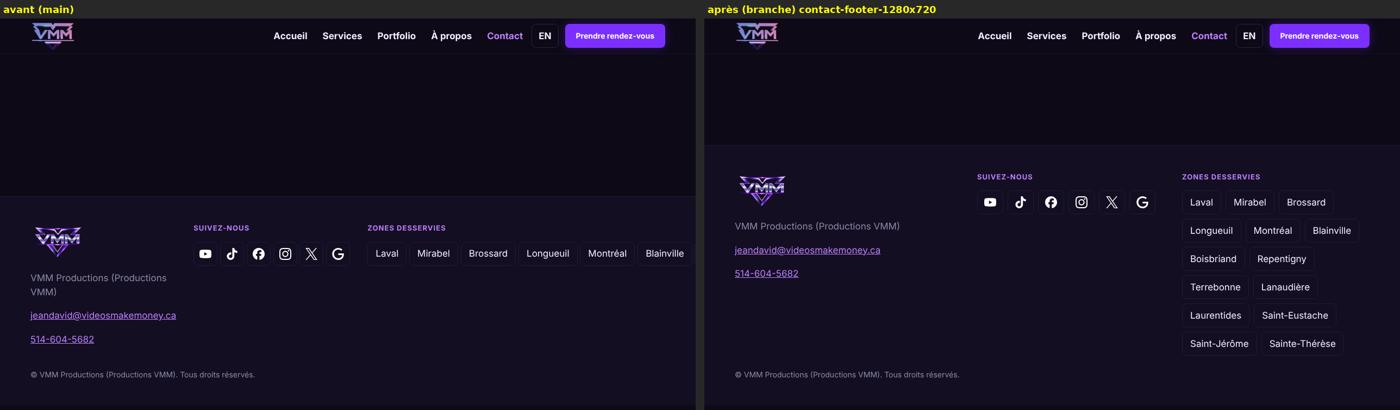 avant (main)
VMM
Accueil Services Portfolio À propos Contact EN Prendre rendez-vous
VMM
VMM Productions (Productions
VMM)
jeandavid@videosmakemoney.ca
514-604-5682
SUIVEZ-NOUS
ZONES DESSERVIES
Laval Mirabel Brossard Longueuil Montréal Blainville
© VMM Productions (Productions VMM). Tous droits réservés.
après (branche) contact-footer-1280x720
VMM
Accueil Services Portfolio À propos Contact EN Prendre rendez-vous
VMM
VMM Productions (Productions VMM)
jeandavid@videosmakemoney.ca
514-604-5682
SUIVEZ-NOUS
ZONES DESSERVIES
Laval Mirabel Brossard
Longueuil Montréal Blainville
Boisbriand Repentigny
Terrebonne Lanaudière
Laurentides Saint-Eustache
Saint-Jérôme Sainte-Thérèse
© VMM Productions (Productions VMM). Tous droits réservés.